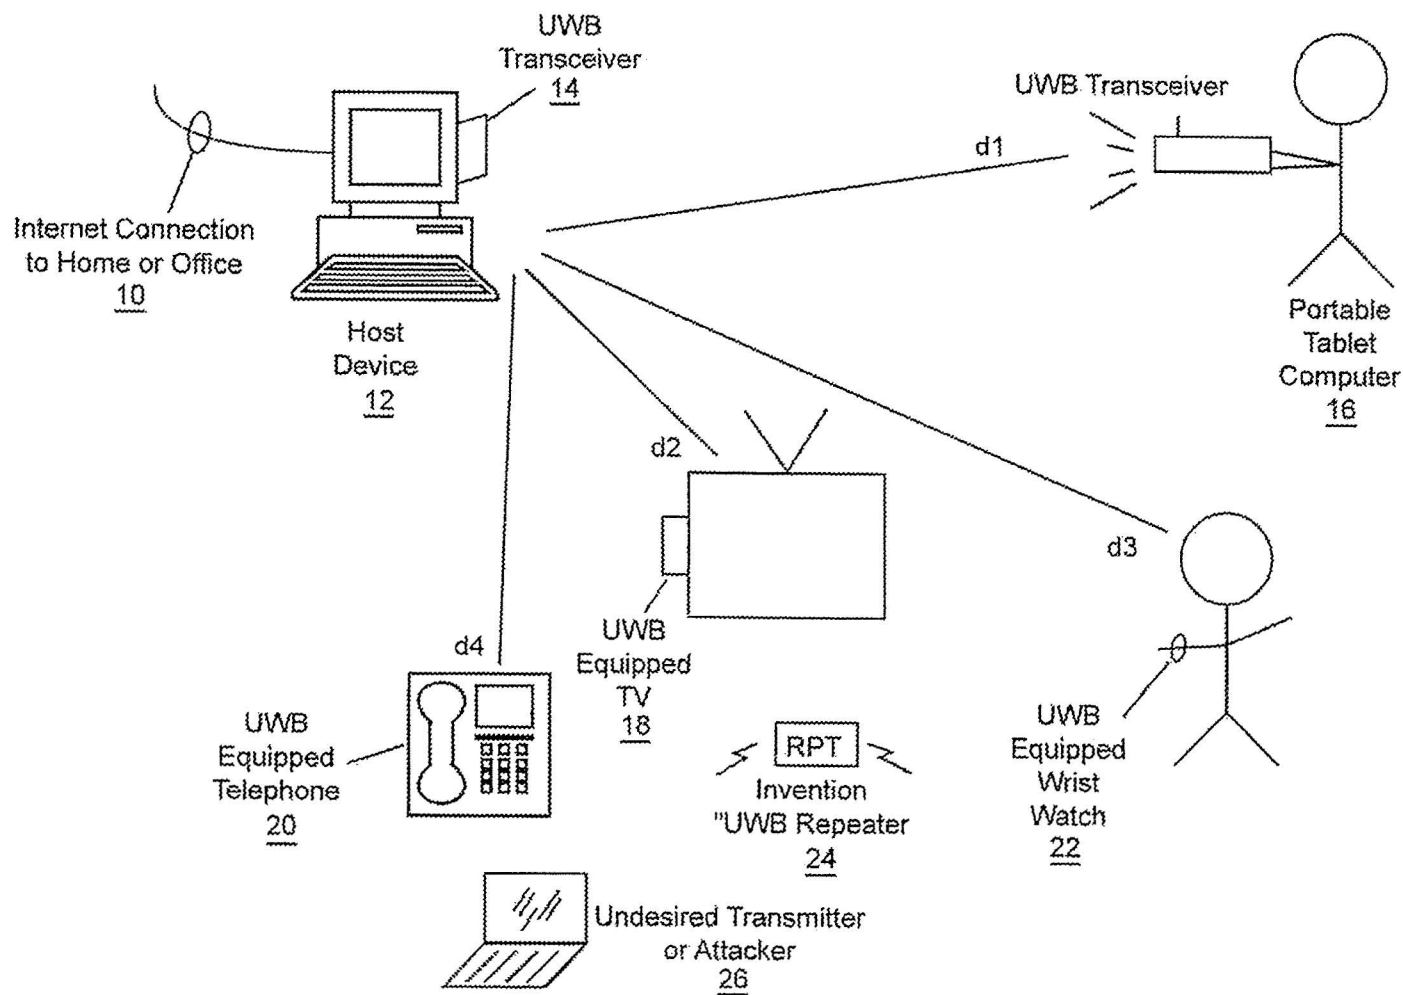 UWB
Transceiver
14
UWB Transceiver
d1
Internet Connection
to Home or Office
10
Host
Device
12
Portable
Tablet
Computer
16
d2
d3
d4
UWB
Equipped
TV
18
UWB
Equipped
Telephone
20
RPT
Invention
"UWB Repeater
24
UWB
Equipped
Wrist
Watch
22
Undesired Transmitter
or Attacker
26